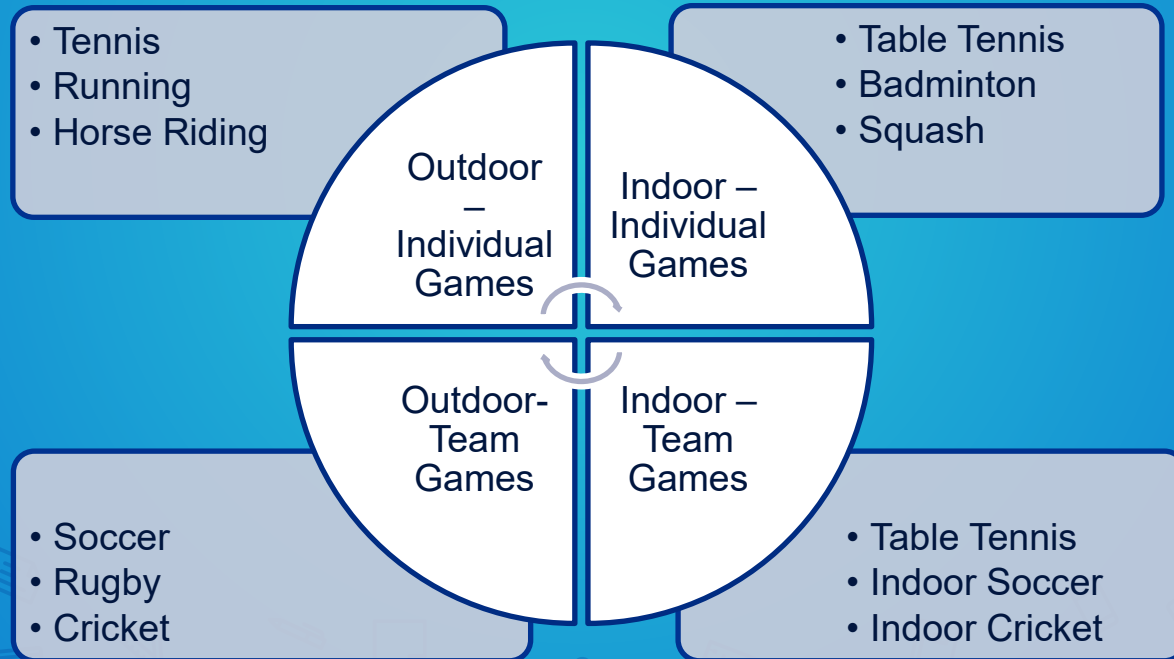 • Tennis
• Running
• Horse Riding
• Table Tennis
• Badminton
• Squash
Outdoor
–
Individual
Games
Indoor –
Individual
Games
Outdoor-
Team
Games
Indoor –
Team
Games
• Soccer
• Rugby
• Cricket
• Table Tennis
• Indoor Soccer
• Indoor Cricket